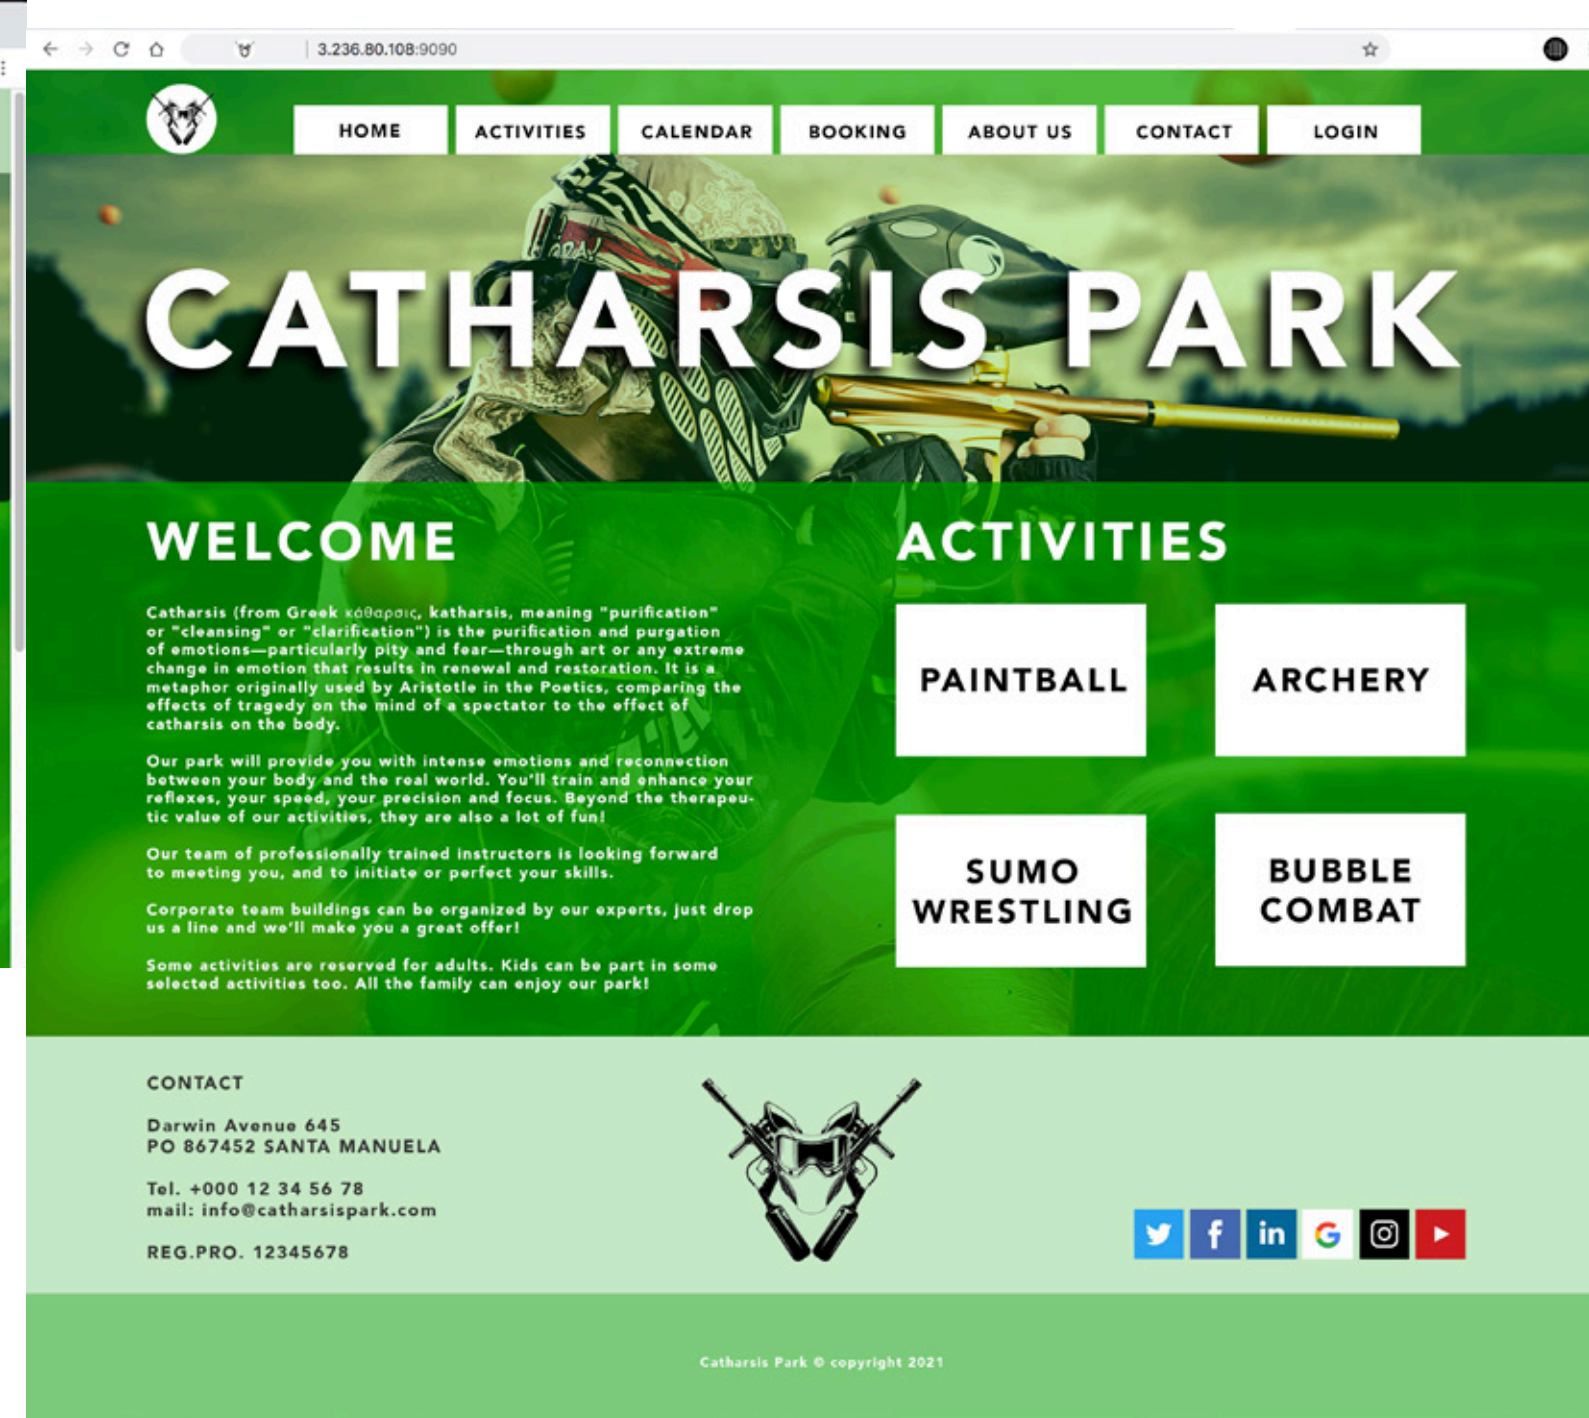 3.236.80.108:9090
HOME
ACTIVITIES
CALENDAR
BOOKING
ABOUT US
CONTACT
LOGIN
CATHARSIS PARK
WELCOME
Catharsis (from Greek κάθαρσις, katharsis, meaning "purification"
or "cleansing" or "clarification") is the purification and purgation
of emotions—particularly pity and fear—through art or any extreme
change in emotion that results in renewal and restoration. It is a
metaphor originally used by Aristotle in the Poetics, comparing the
effects of tragedy on the mind of a spectator to the effect of
catharsis on the body.
Our park will provide you with intense emotions and reconnection
between your body and the real world. You'll train and enhance your
reflexes, your speed, your precision and focus. Beyond the therapeu-
tic value of our activities, they are also a lot of fun!
Our team of professionally trained instructors is looking forward
to meeting you, and to initiate or perfect your skills.
Corporate team buildings can be organized by our experts, just drop
us a line and we'll make you a great offer!
Some activities are reserved for adults. Kids can be part in some
selected activities too. All the family can enjoy our park!
ACTIVITIES
PAINTBALL
ARCHERY
SUMO
WRESTLING
BUBBLE
COMBAT
CONTACT
Darwin Avenue 645
PO 867452 SANTA MANUELA
Tel. +000 12 34 56 78
mail: info@catharsispark.com
REG.PRO. 12345678
Catharsis Park © copyright 2021